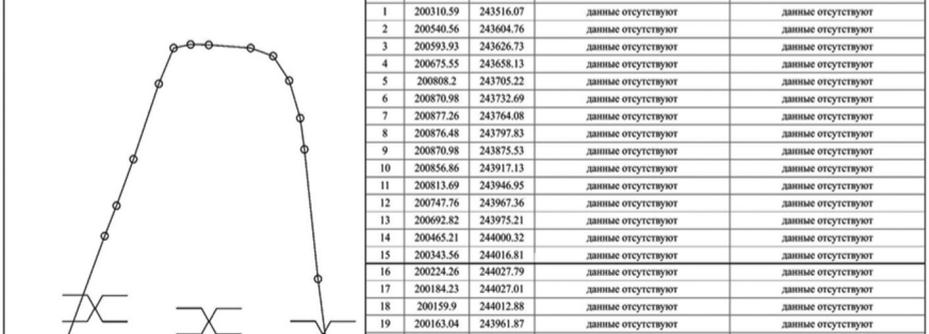 1 200310.59 243516.07 данные отсутствуют данные отсутствуют
2 200540.56 243604.76 данные отсутствуют данные отсутствуют
3 200593.93 243626.73 данные отсутствуют данные отсутствуют
4 200675.55 243658.13 данные отсутствуют данные отсутствуют
5 200808.2 243705.22 данные отсутствуют данные отсутствуют
6 200870.98 243732.69 данные отсутствуют данные отсутствуют
7 200877.26 243764.08 данные отсутствуют данные отсутствуют
8 200876.48 243797.83 данные отсутствуют данные отсутствуют
9 200870.98 243875.53 данные отсутствуют данные отсутствуют
10 200856.86 243917.13 данные отсутствуют данные отсутствуют
11 200813.69 243946.95 данные отсутствуют данные отсутствуют
12 200747.76 243967.36 данные отсутствуют данные отсутствуют
13 200692.82 243975.21 данные отсутствуют данные отсутствуют
14 200465.21 244000.32 данные отсутствуют данные отсутствуют
15 200343.56 244016.81 данные отсутствуют данные отсутствуют
16 200224.26 244027.79 данные отсутствуют данные отсутствуют
17 200184.23 244027.01 данные отсутствуют данные отсутствуют
18 200159.9 244012.88 данные отсутствуют данные отсутствуют
19 200163.04 243961.87 данные отсутствуют данные отсутствуют